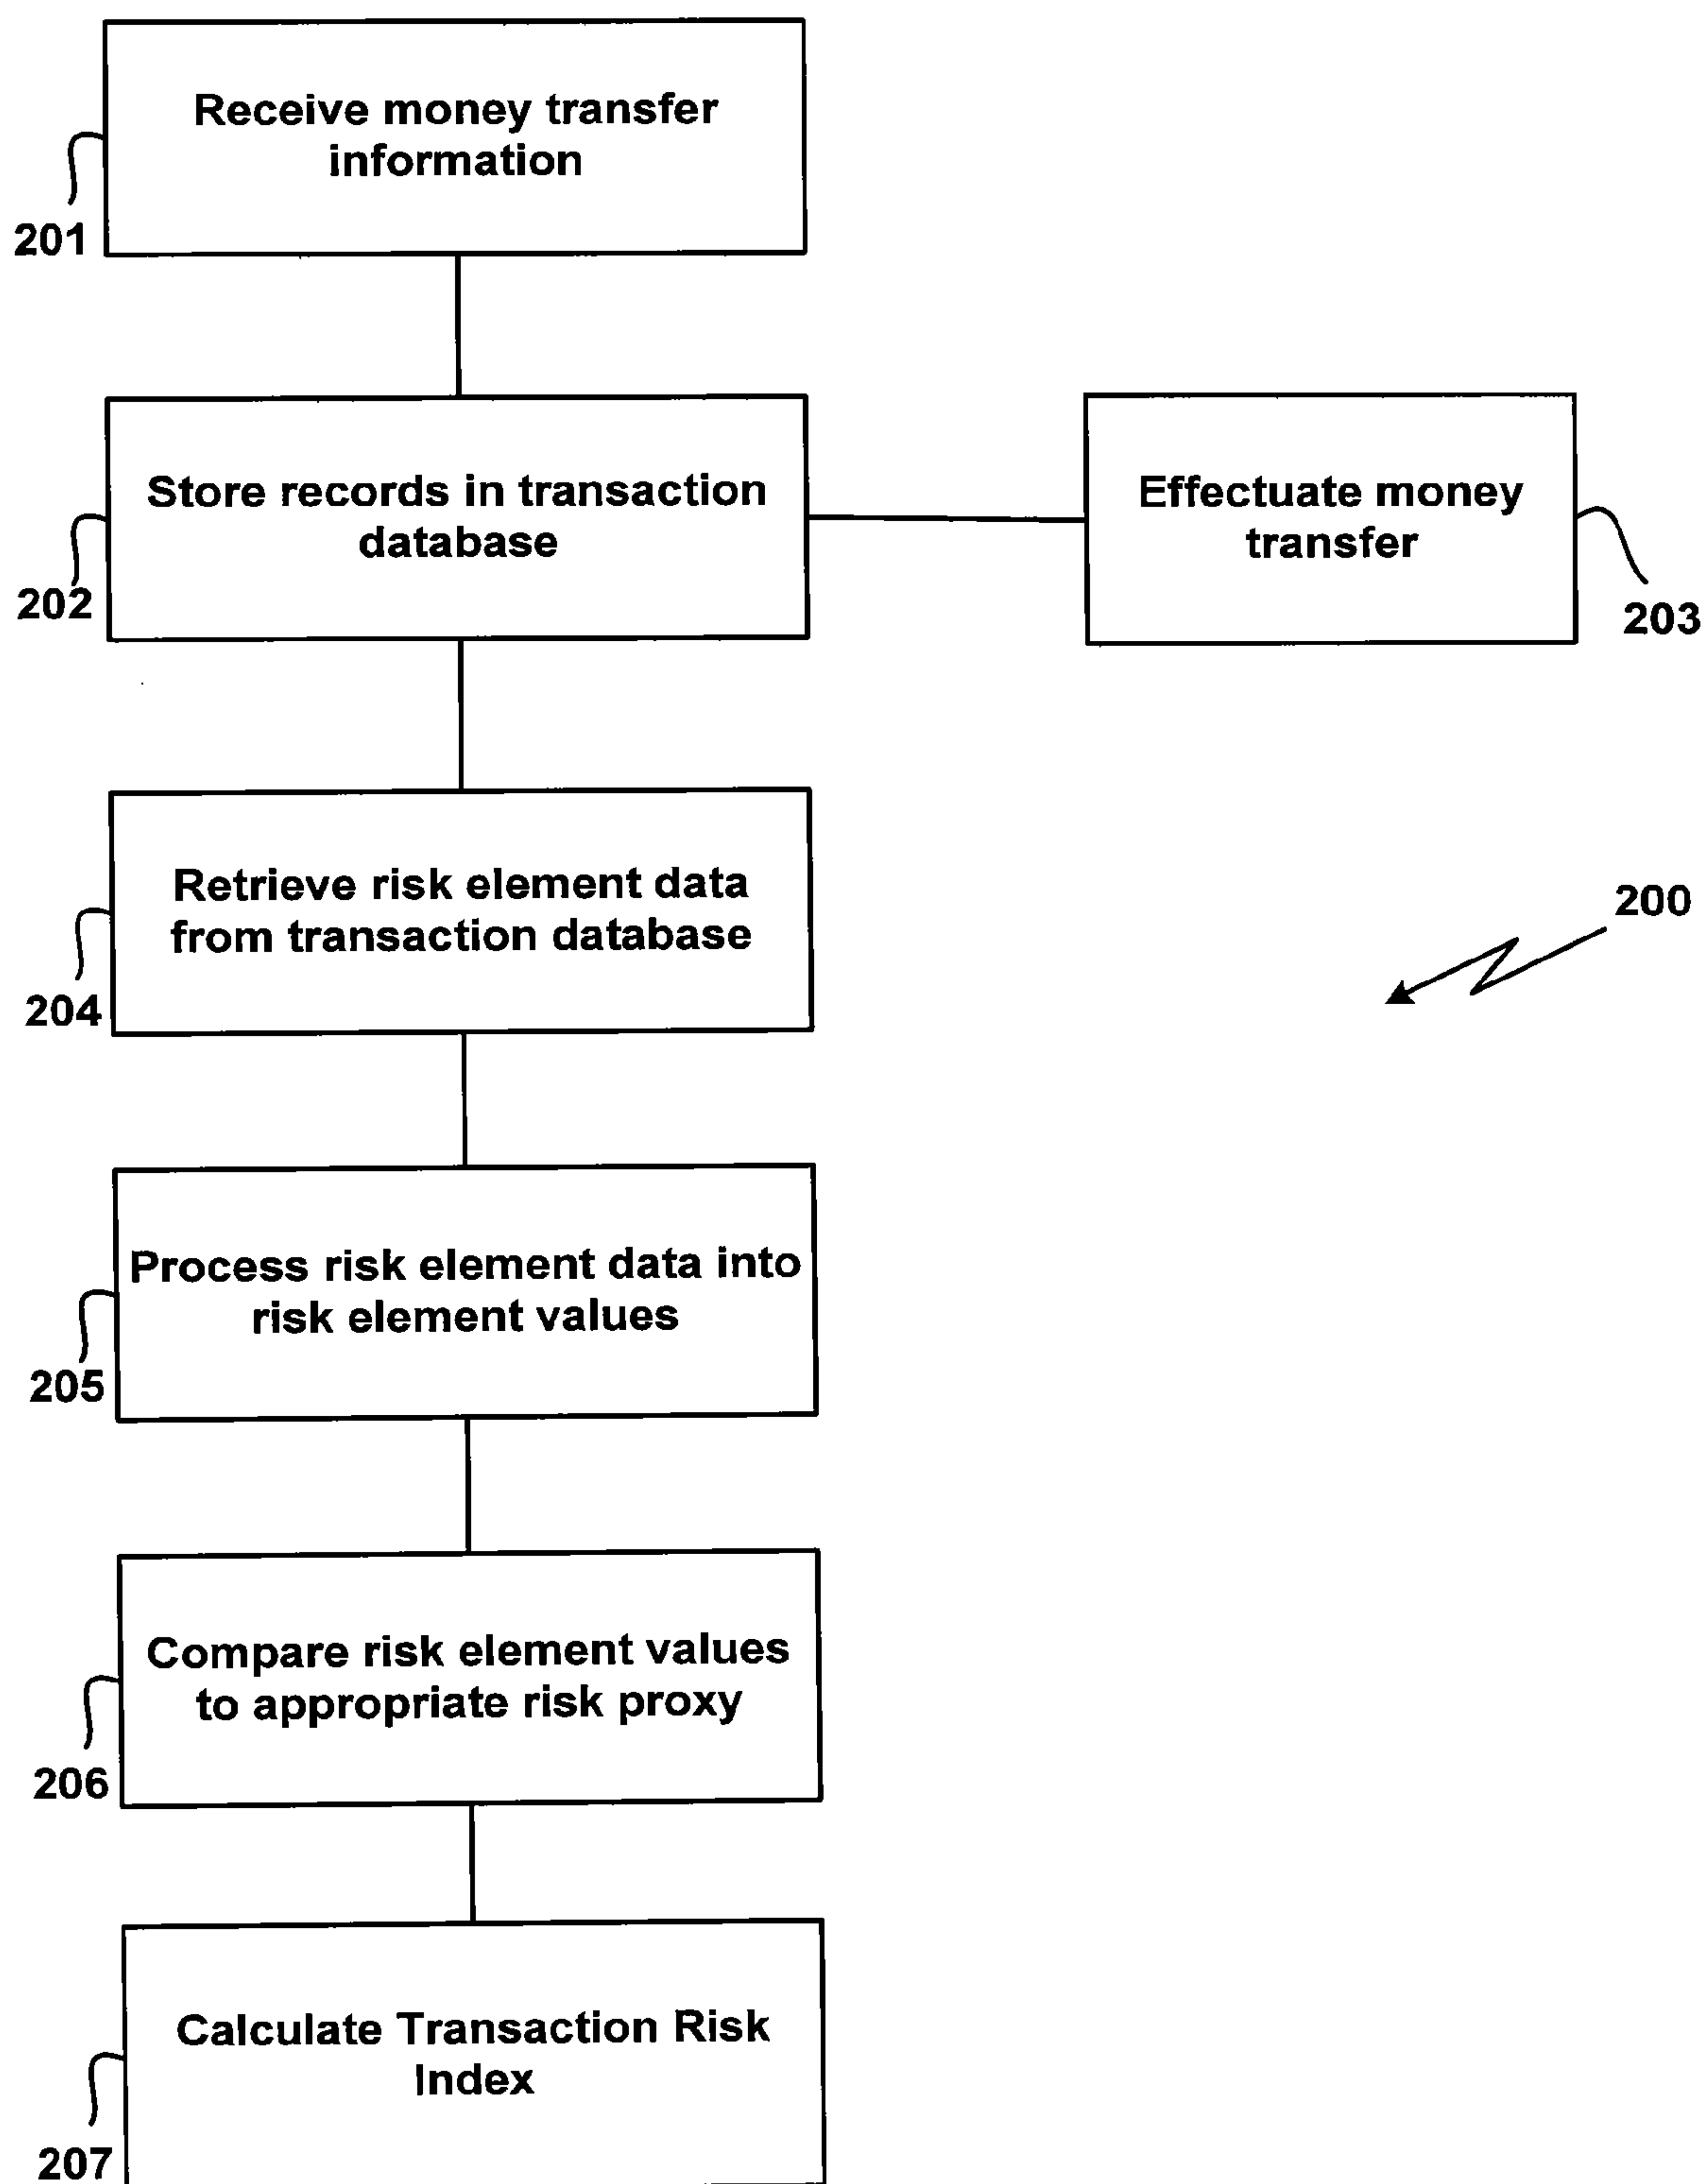 Receive money transfer
information
201
Store records in transaction
database
202
Effectuate money
transfer
203
Retrieve risk element data
from transaction database
204
200
Process risk element data into
risk element values
205
Compare risk element values
to appropriate risk proxy
206
Calculate Transaction Risk
Index
207